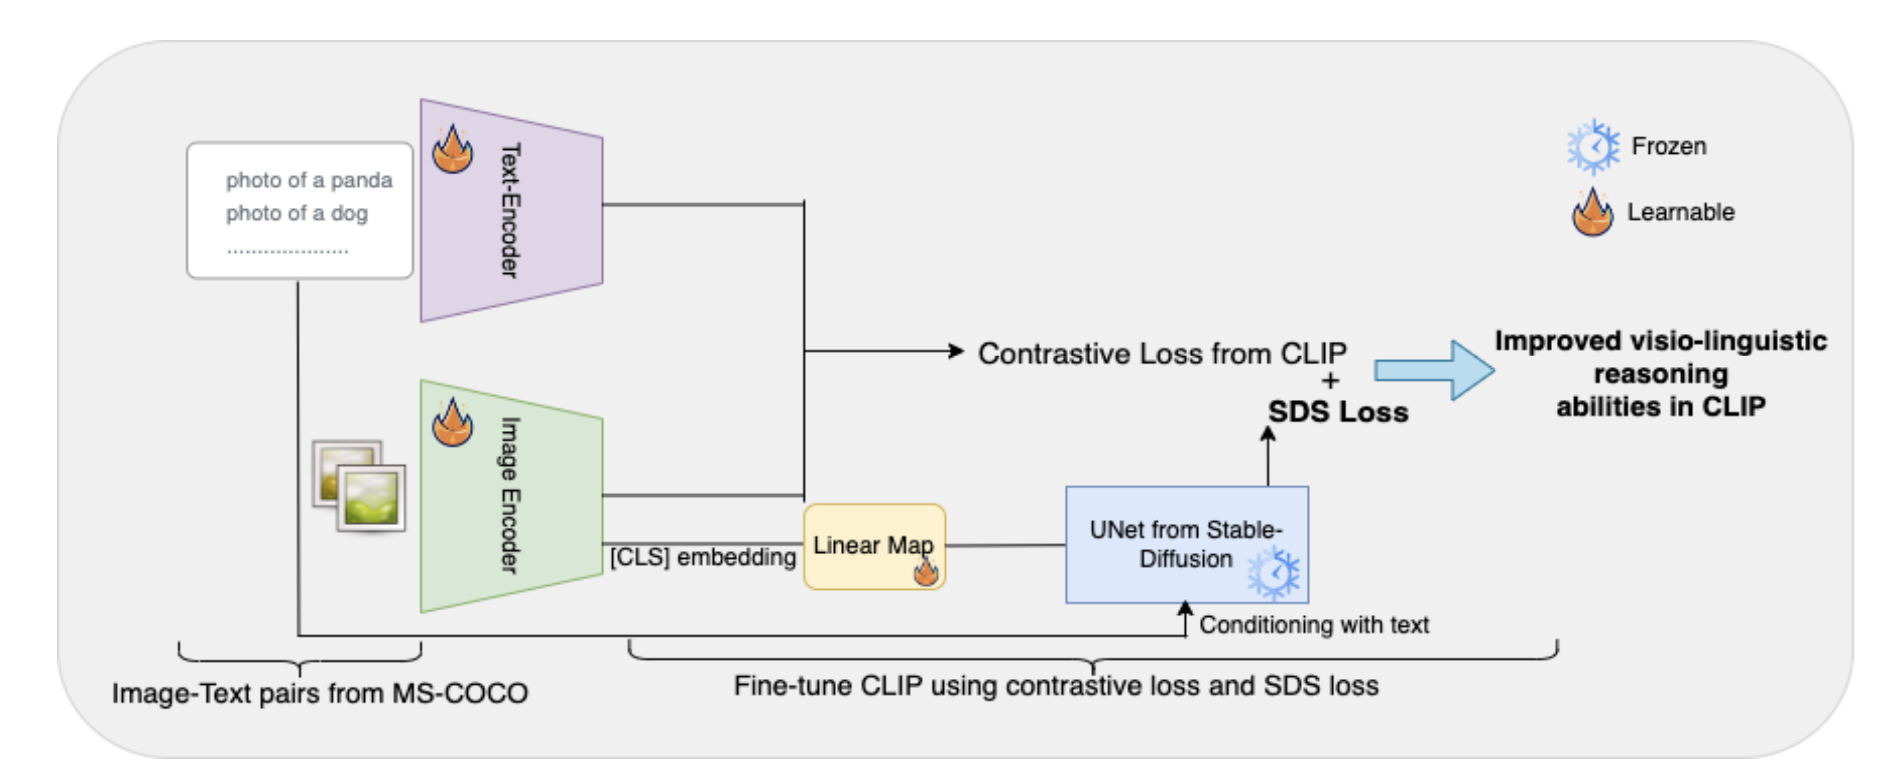 photo of a panda
photo of a dog
....................
Text-Encoder
Frozen
Learnable
Contrastive Loss from CLIP
+
SDS Loss
Improved visio-linguistic
reasoning
abilities in CLIP
Image Encoder
[CLS] embedding
Linear Map
UNet from Stable-
Diffusion
Conditioning with text
Image-Text pairs from MS-COCO
Fine-tune CLIP using contrastive loss and SDS loss